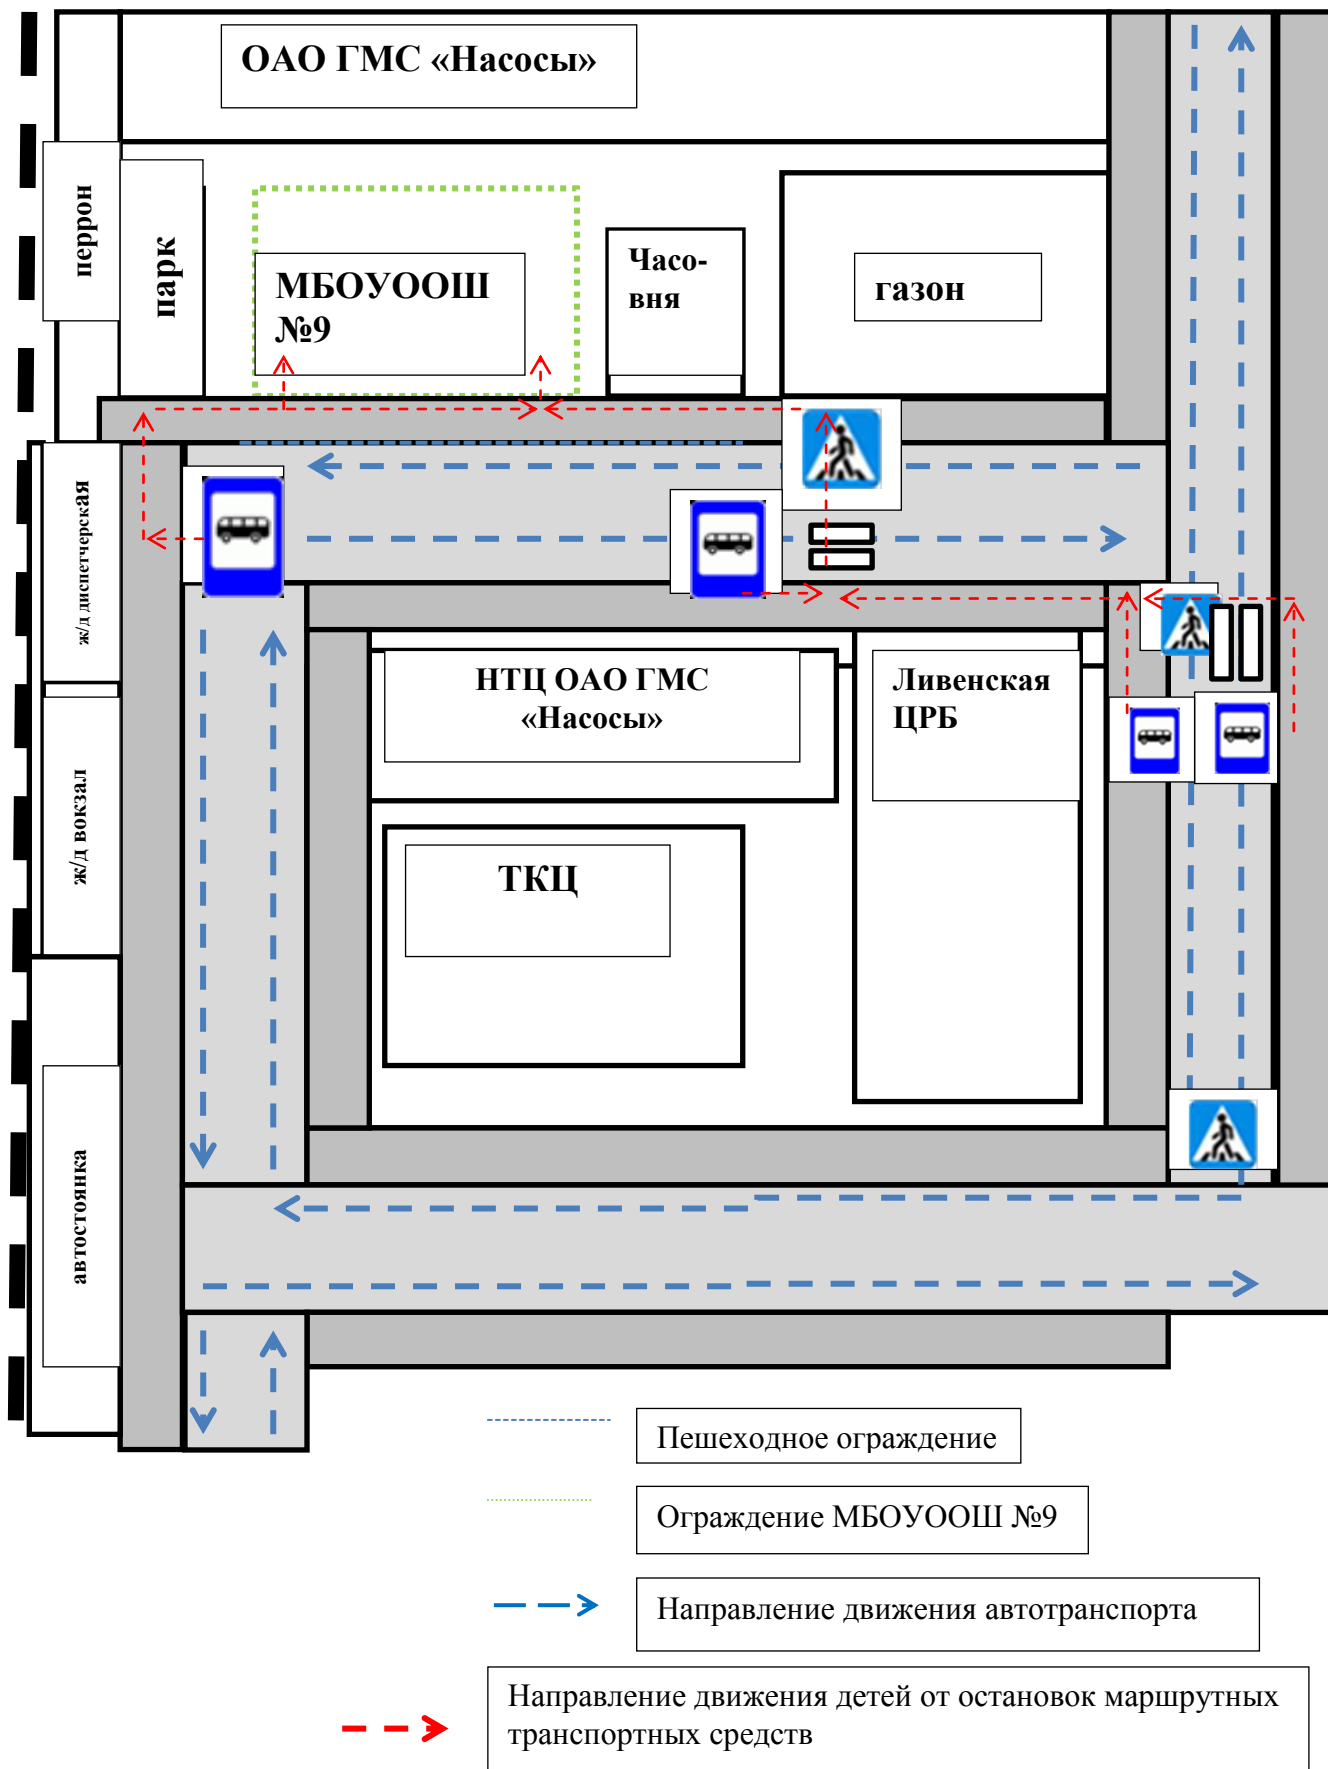 ОАО ГМС «Насосы»
перрон
парк
МБОУООШ
№9
Часо-
вня
газон
ж/д диспетчерская
НТЦ ОАО ГМС
«Насосы»
Ливенская
ЦРБ
ж/д вокзал
ТКЦ
автостоянка
Пешеходное ограждение
Ограждение МБОУООШ №9
Направление движения автотранспорта
Направление движения детей от остановок маршрутных
транспортных средств